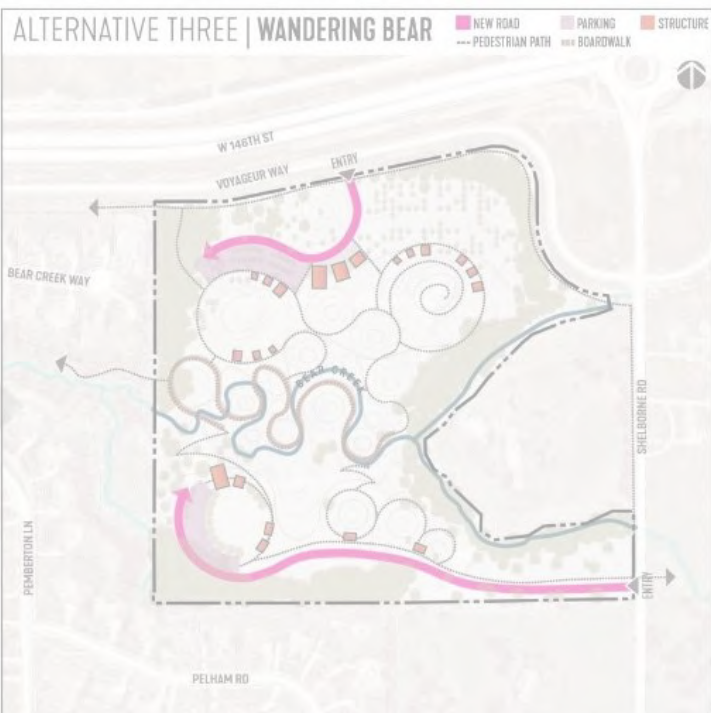 ALTERNATIVE THREE | WANDERING BEAR
NEW ROAD
PARKING
STRUCTURE
PEDESTRIAN PATH
BOARDWALK
W 146TH ST
VOYAGEUR WAY
ENTRY
BEAR CREEK WAY
BEAR CREEK
SHELBORNE RD
PEMBERTON LN
ENTRY
PELHAM RD